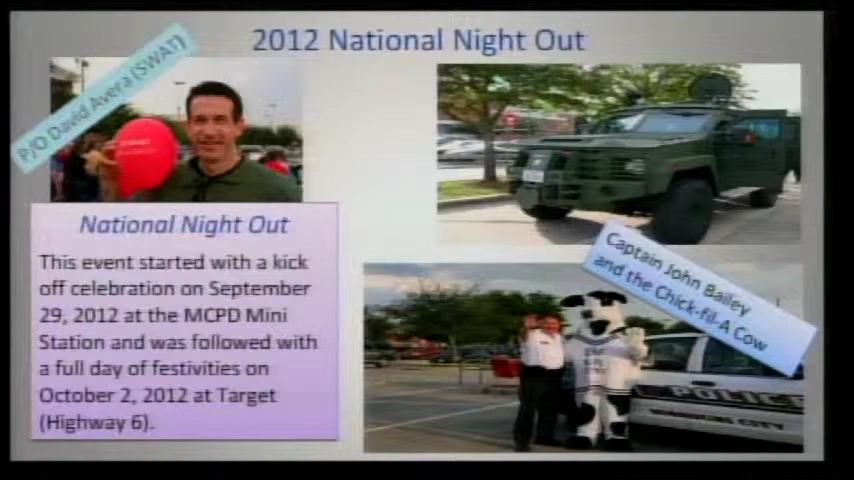 2012 National Night Out
P/O David Avera (SWAT)
National Night Out
This event started with a kick
off celebration on September
29, 2012 at the MCPD Mini
Station and was followed with
a full day of festivities on
October 2, 2012 at Target
(Highway 6).
Captain John Bailey
and the Chick-fil-A Cow
POLICE